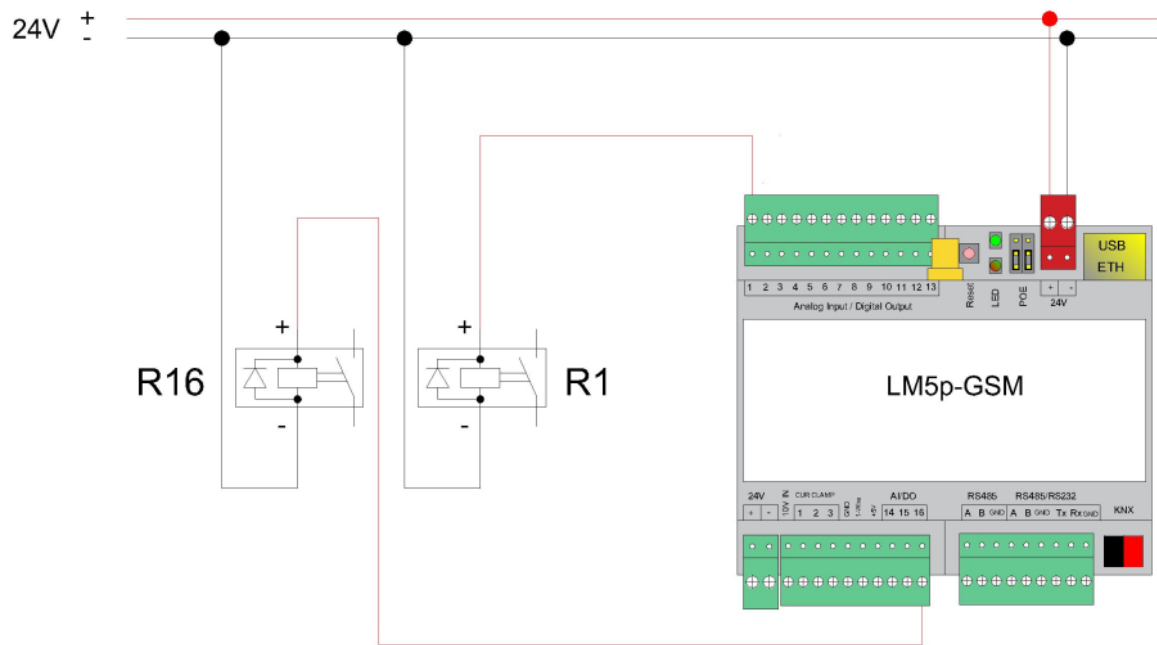 24V + -
USB
ETH
1 2 3 4 5 6 7 8 9 10 11 12 13
Analog Input / Digital Output
Reset
LED
POE
+ -
24V
+ +
R16 R1
- -
LM5p-GSM
24V 10V IN CUR CLAMP GND +5V AI/DO RS485 RS485/RS232 KNX
+ - 1 2 3 14 15 16 A B GND A B GND Tx Rx GND